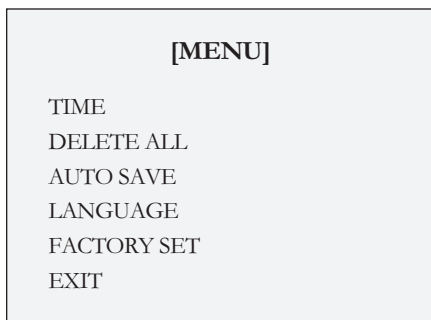 [MENU]
TIME
DELETE ALL
AUTO SAVE
LANGUAGE
FACTORY SET
EXIT